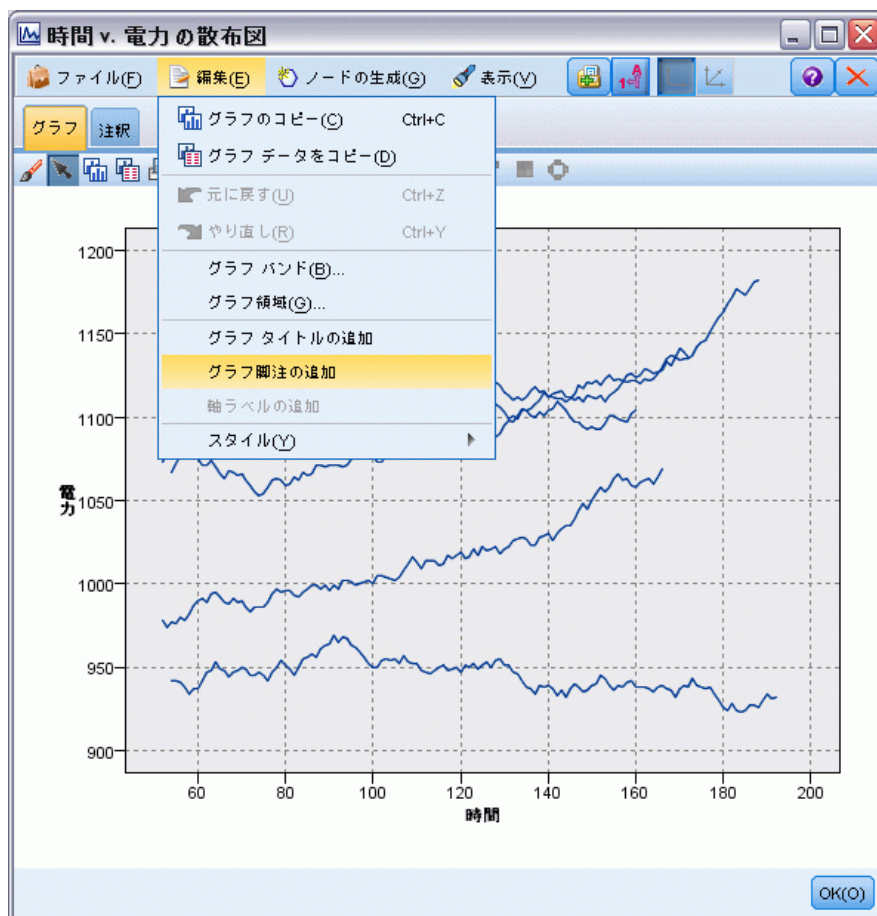 時間 v. 電力 の散布図
ファイル(F) 編集(E) ノードの生成(G) 表示(V)
グラフ 注釈
グラフのコピー(C) Ctrl+C
グラフ データをコピー(D)
元に戻す(U) Ctrl+Z
やり直し(R) Ctrl+Y
グラフ バンド(B)...
グラフ領域(G)...
グラフ タイトルの追加
グラフ脚注の追加
軸ラベルの追加
スタイル(Y)
1200
1150
1100
1050
1000
950
900
電力
60 80 100 120 140 160 180 200
時間
OK(O)